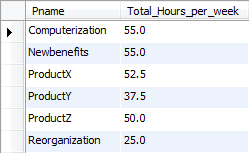 Pname Total_Hours_per_week
Computerization 55.0
Newbenefits 55.0
ProductX 52.5
ProductY 37.5
ProductZ 50.0
Reorganization 25.0